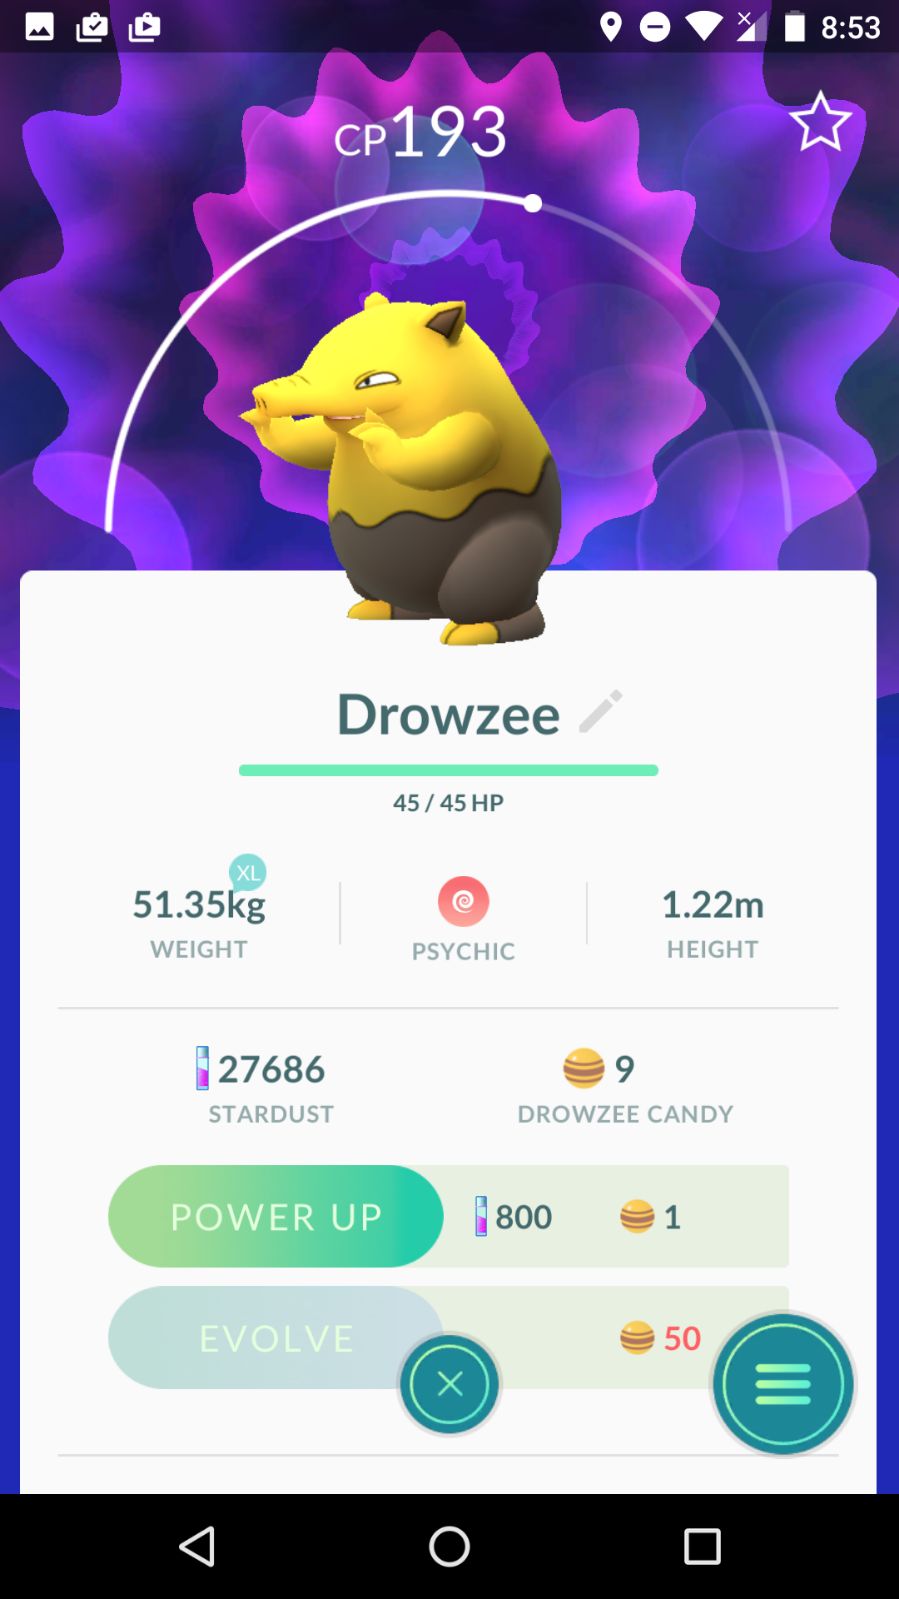 8:53
CP193
Drowzee
45 / 45 HP
XL
51.35kg
WEIGHT
PSYCHIC
1.22m
HEIGHT
27686
STARDUST
9
DROWZEE CANDY
POWER UP 800 1
EVOLVE 50